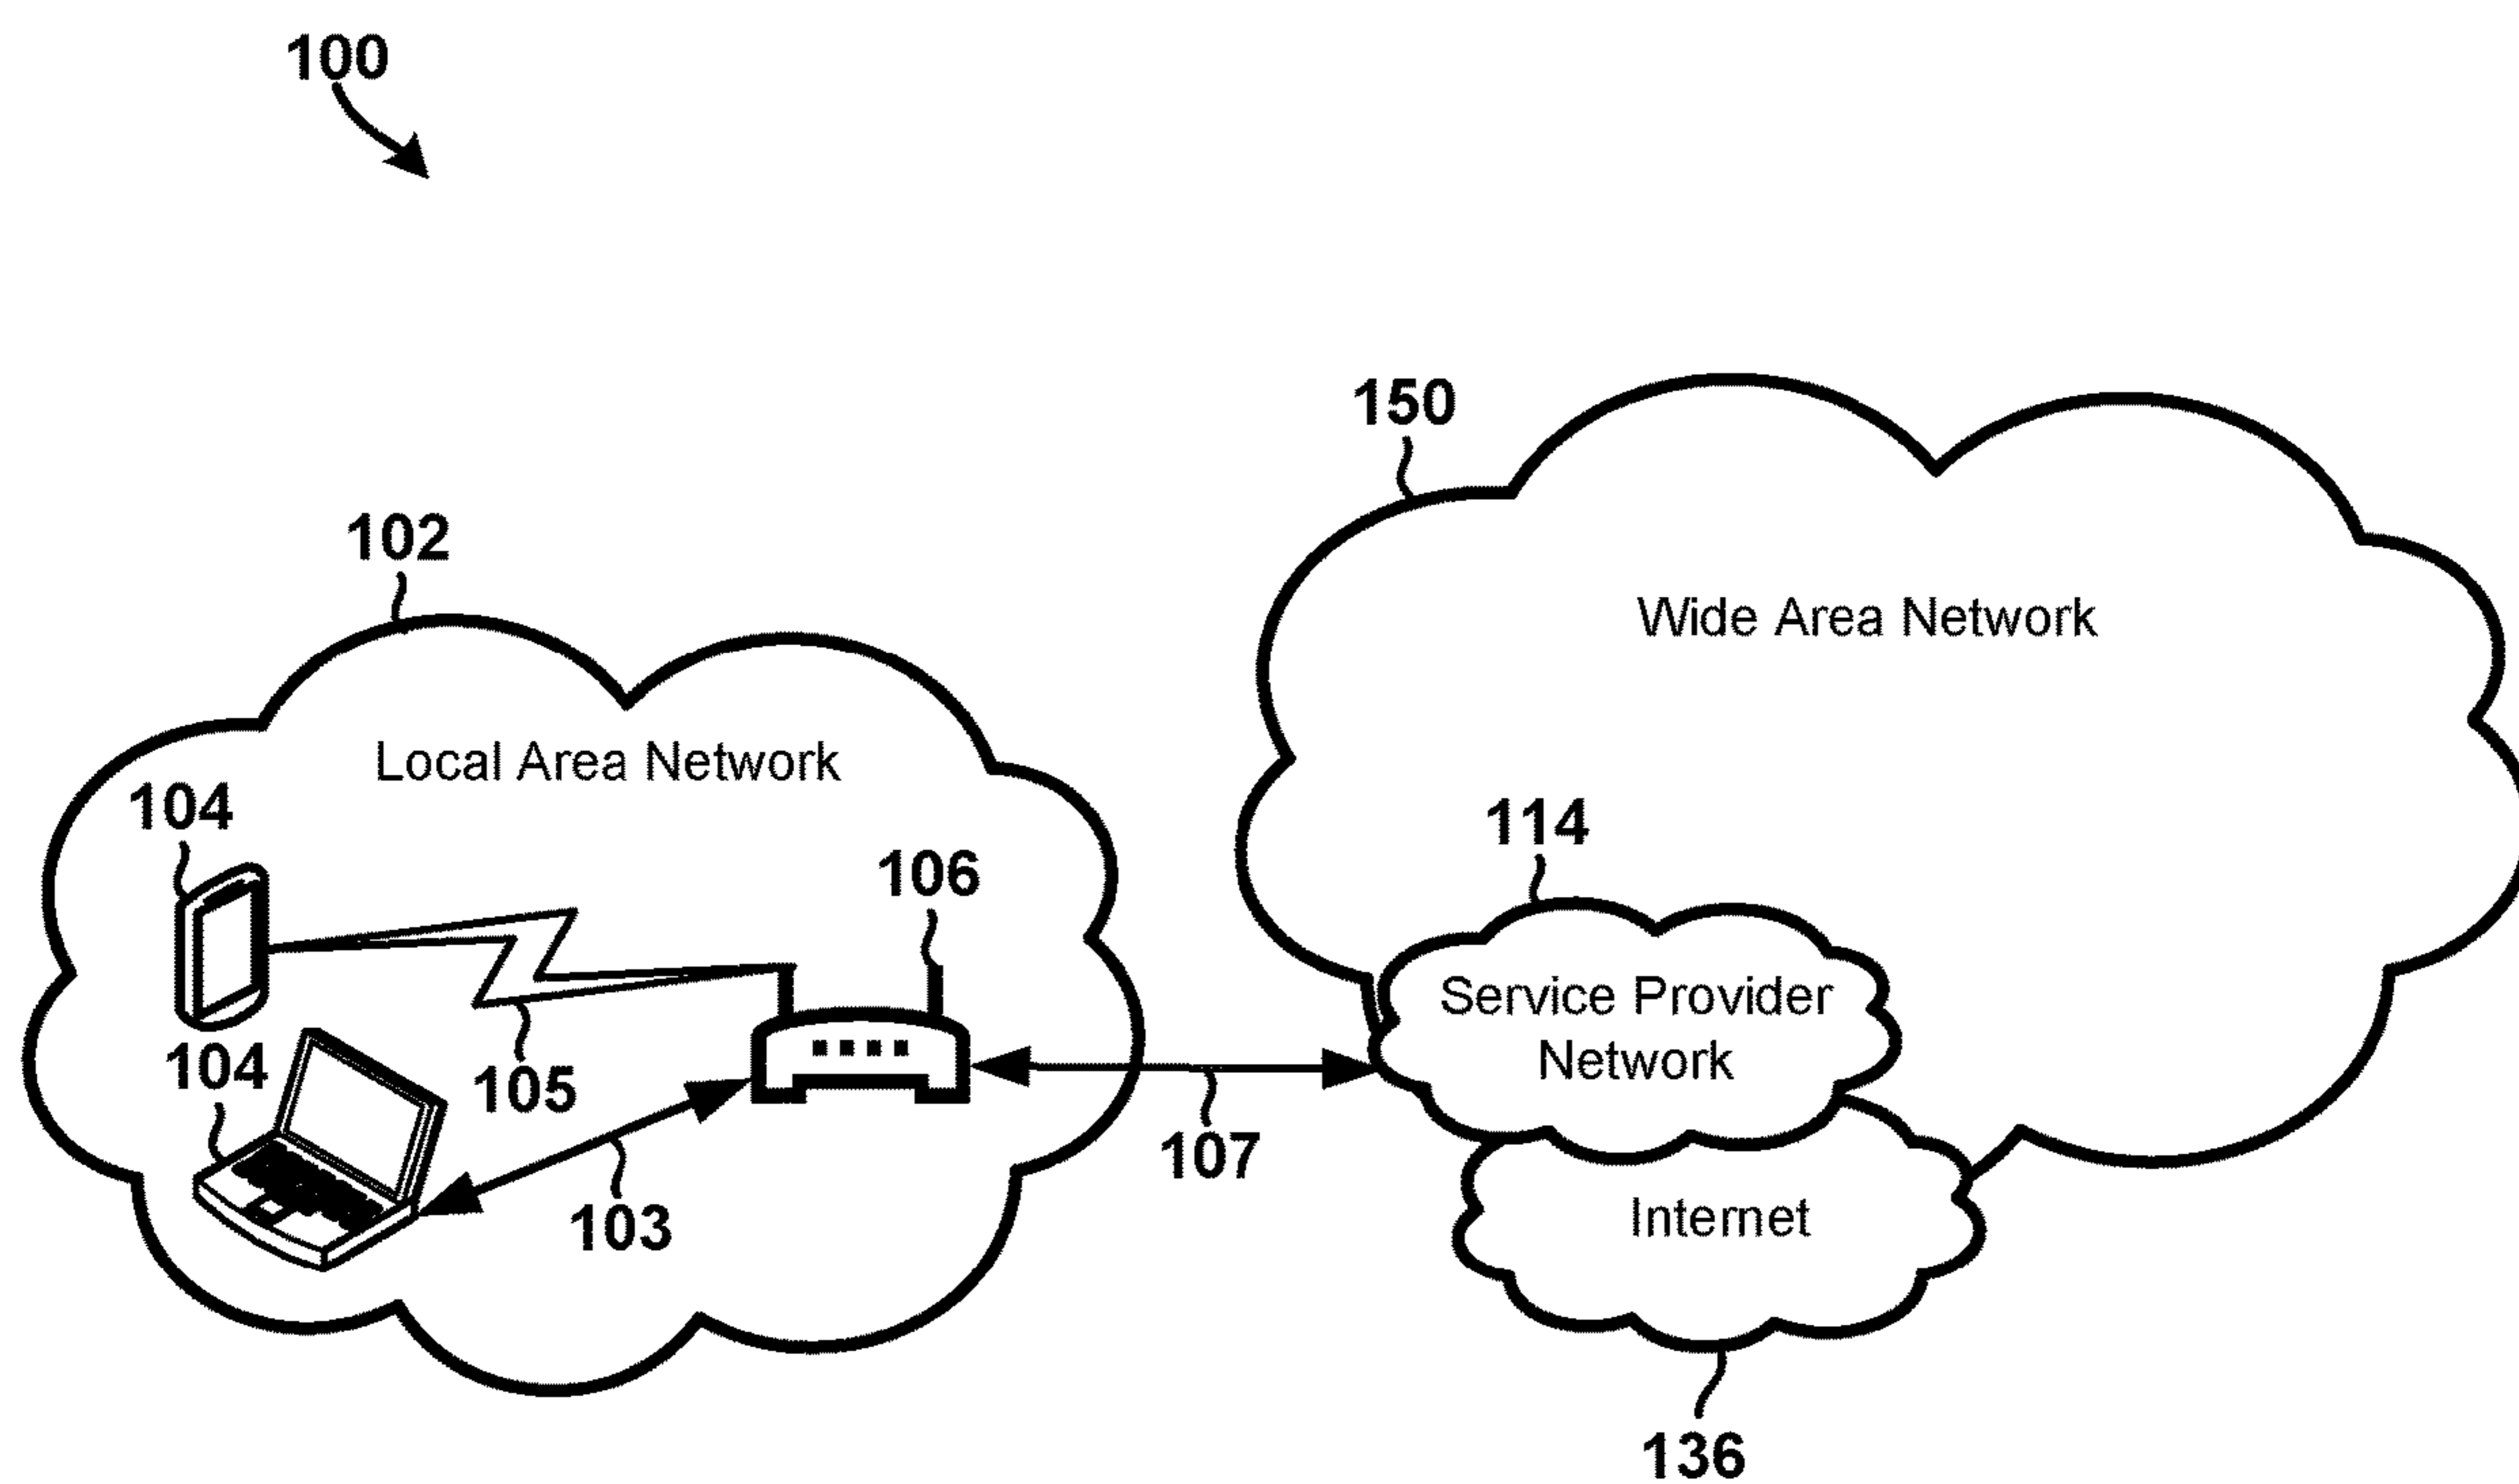 100
150
102
Wide Area Network
Local Area Network
104
114
106
Service Provider
Network
104
105
107
103
Internet
136